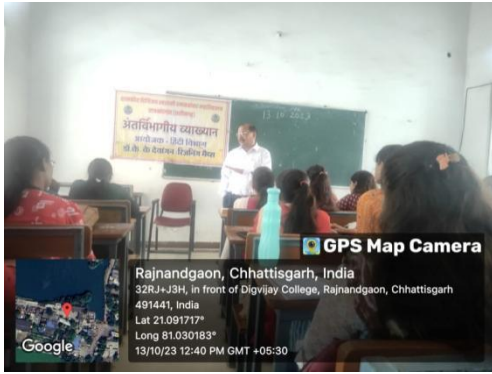 13-10-2023
अंतर्विभागीय व्याख्यान
आयोजक - हिंदी विभाग
GPS Map Camera
Rajnandgaon, Chhattisgarh, India
32RJ+J3H, in front of Digvijay College, Rajnandgaon, Chhattisgarh
491441, India
Lat 21.091717°
Long 81.030183°
13/10/23 12:40 PM GMT +05:30
Google